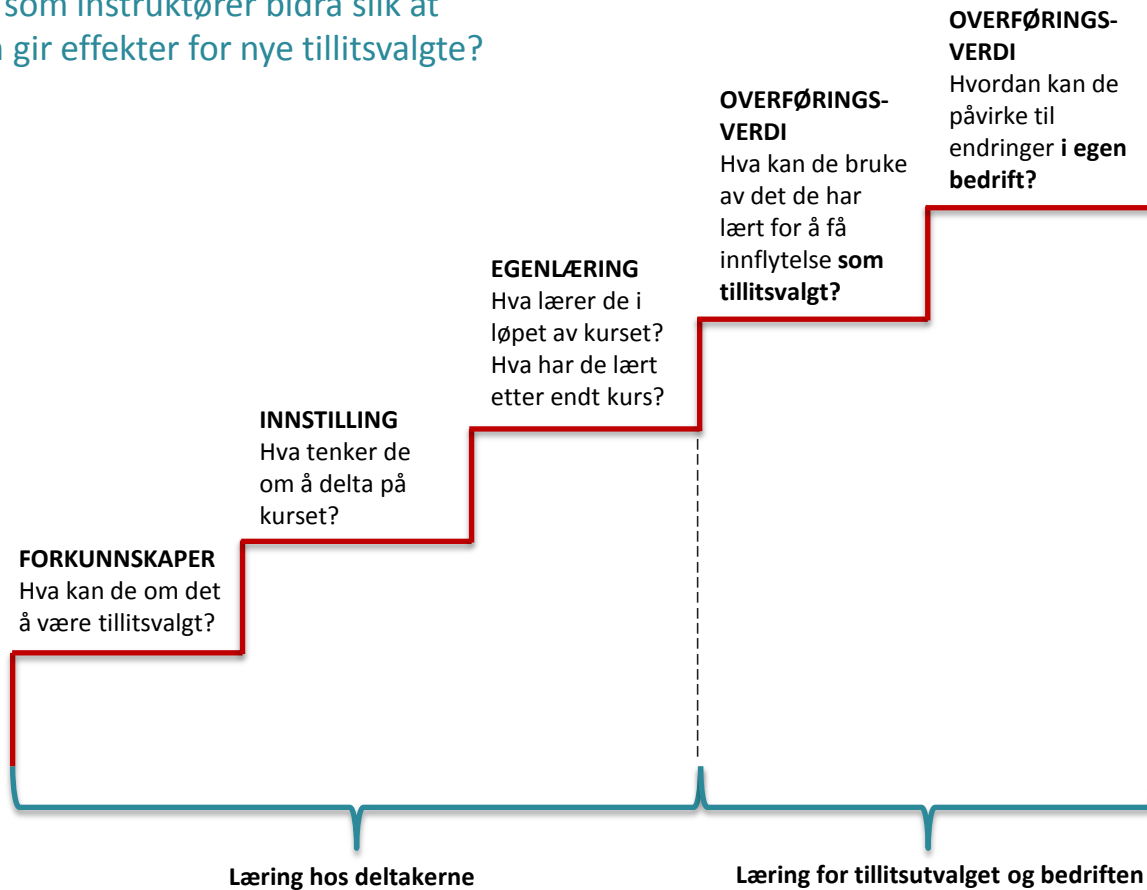 som instruktører bidra slik at
gir effekter for nye tillitsvalgte?
OVERFØRINGS-
VERDI
Hvordan kan de
påvirke til
endringer i egen
bedrift?
OVERFØRINGS-
VERDI
Hva kan de bruke
av det de har
lært for å få
innflytelse som
tillitsvalgt?
EGENLÆRING
Hva lærer de i
løpet av kurset?
Hva har de lært
etter endt kurs?
INNSTILLING
Hva tenker de
om å delta på
kurset?
FORKUNNSKAPER
Hva kan de om det
å være tillitsvalgt?
Læring hos deltakerne
Læring for tillitsutvalget og bedriften